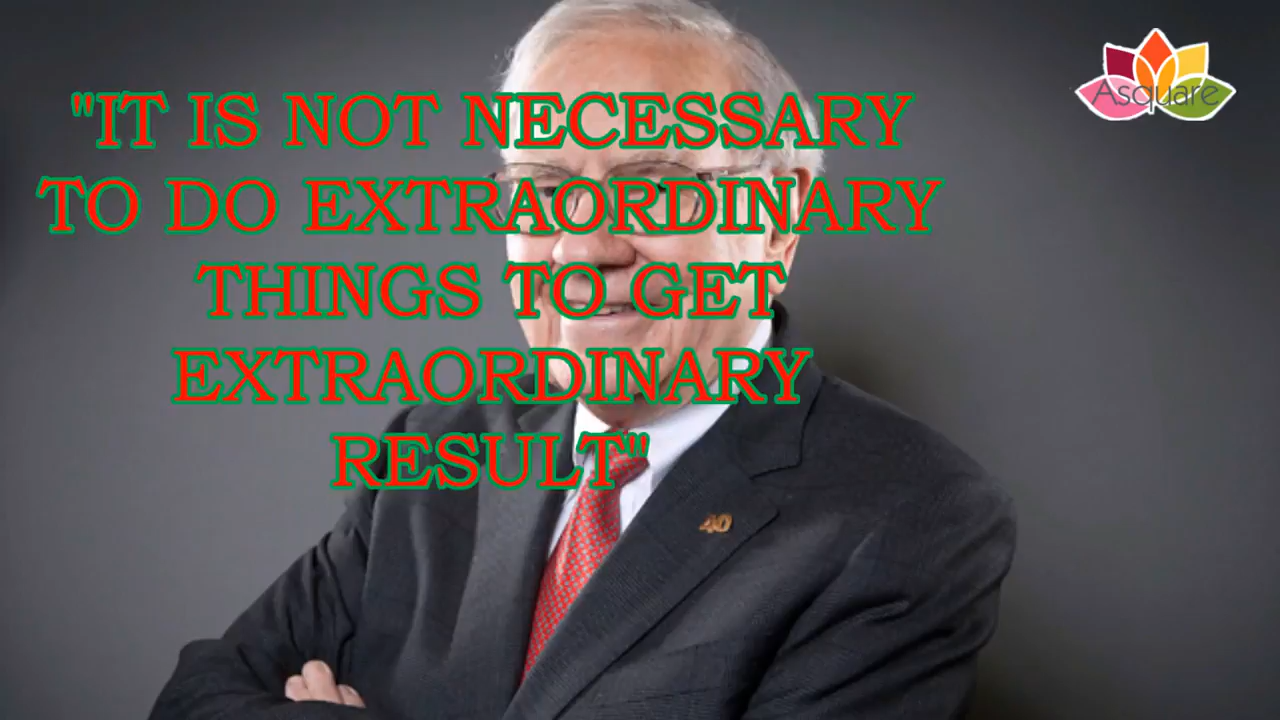 "IT IS NOT NECESSARY
TO DO EXTRAORDINARY
THINGS TO GET
EXTRAORDINARY
RESULT"
Asquare
40